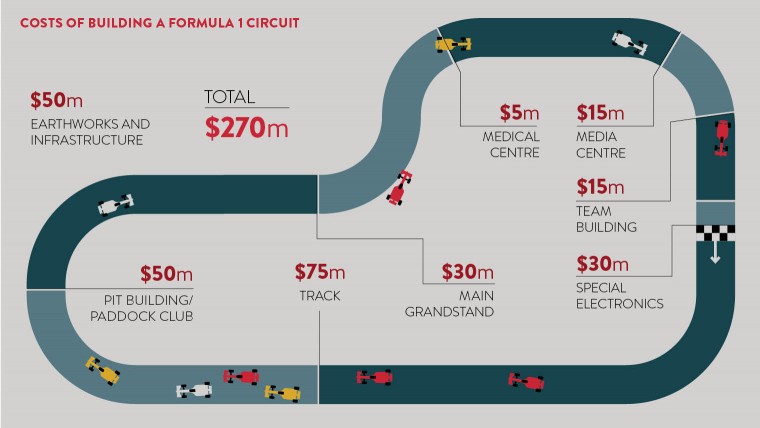 COSTS OF BUILDING A FORMULA 1 CIRCUIT
$50m
EARTHWORKS AND
INFRASTRUCTURE
TOTAL
$270m
$5m
MEDICAL
CENTRE
$15m
MEDIA
CENTRE
$15m
TEAM
BUILDING
$30m
SPECIAL
ELECTRONICS
$50m
PIT BUILDING/
PADDOCK CLUB
$75m
TRACK
$30m
MAIN
GRANDSTAND